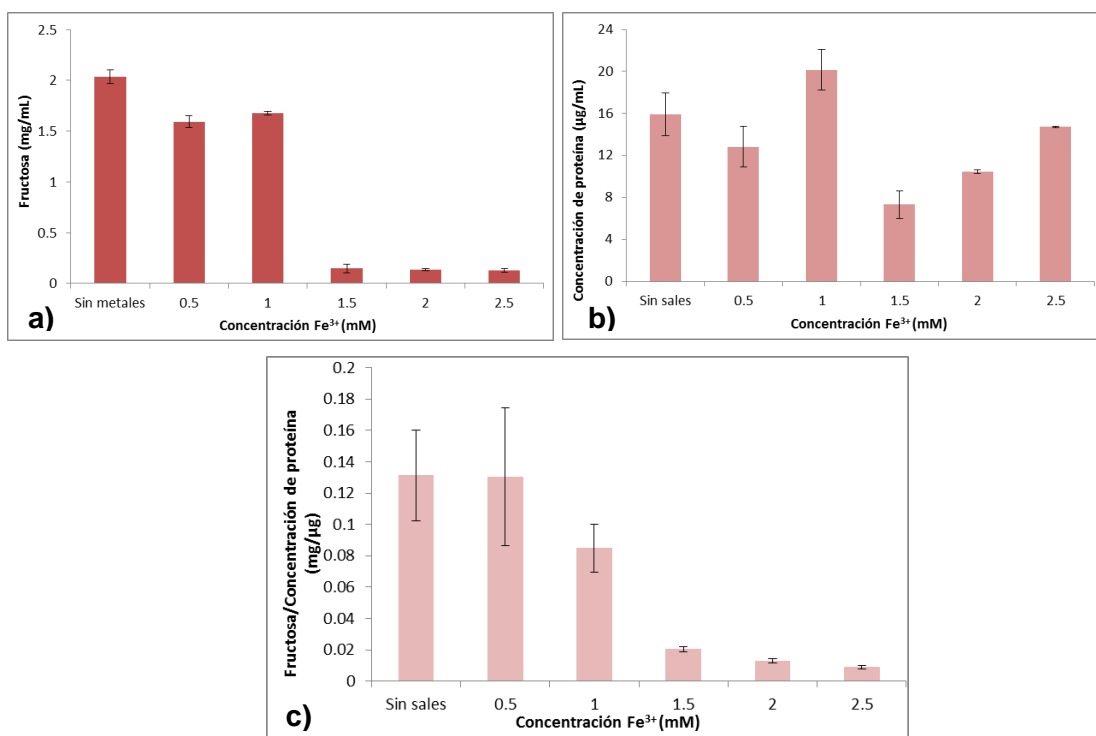 2.5
2
1.5
1
0.5
0
Fructosa (mg/mL)
Sin metales 0.5 1 1.5 2 2.5
Concentración Fe³⁺ (mM)
a)
24
20
16
12
8
4
0
Concentración de proteína (µg/mL)
Sin sales 0.5 1 1.5 2 2.5
Concentración Fe³⁺ (mM)
b)
0.2
0.18
0.16
0.14
0.12
0.1
0.08
0.06
0.04
0.02
0
Fructosa/Concentración de proteína
(mg/µg)
Sin sales 0.5 1 1.5 2 2.5
Concentración Fe³⁺ (mM)
c)